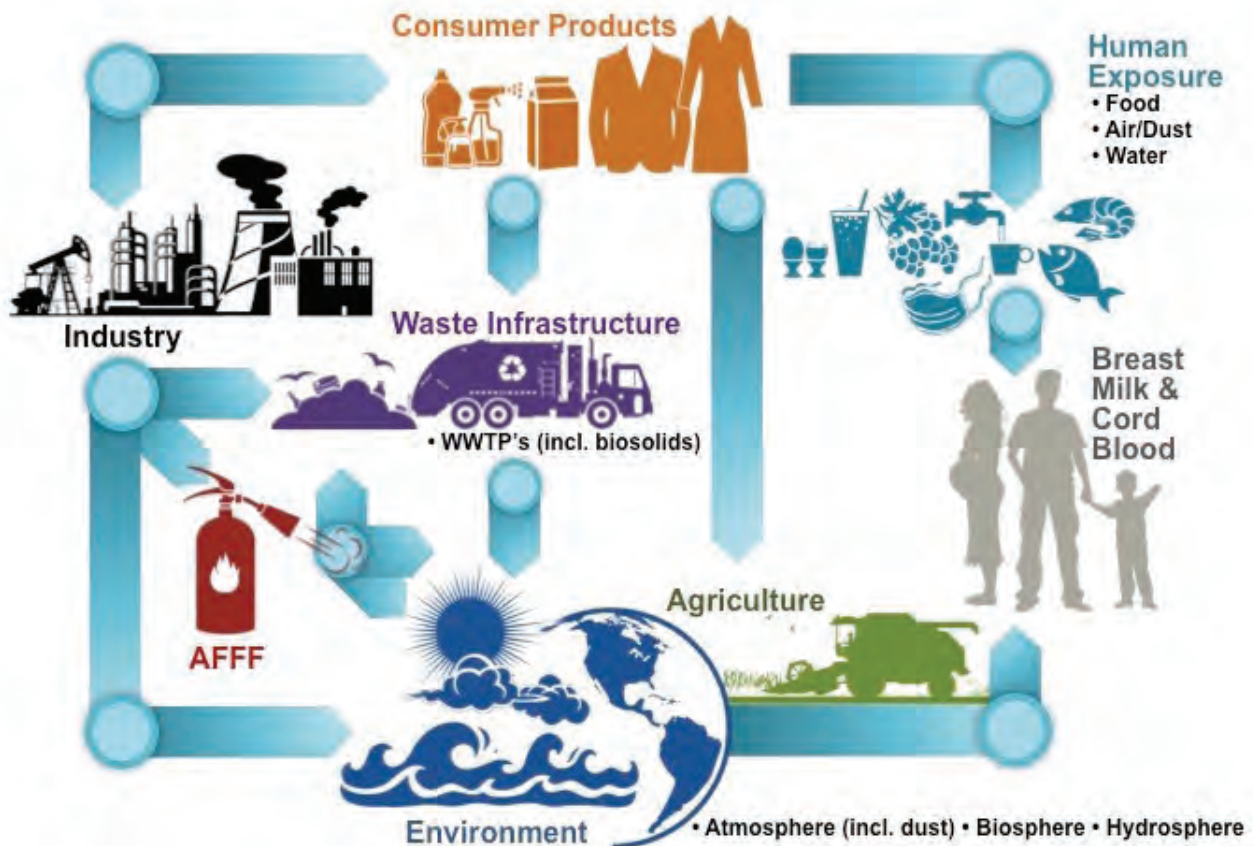 Consumer Products
Human
Exposure
• Food
• Air/Dust
• Water
Industry
Waste Infrastructure
• WWTP's (incl. biosolids)
Breast
Milk &
Cord
Blood
AFFF
Agriculture
Environment
• Atmosphere (incl. dust) • Biosphere • Hydrosphere